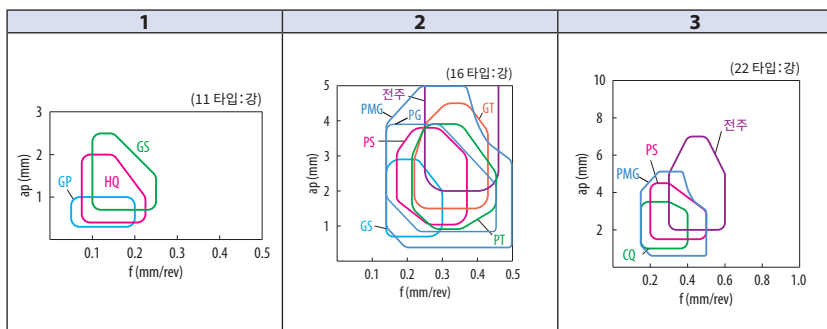 1
2
3
(11 타입:강)
3
2
1
ap (mm)
GP
HQ
GS
0.1 0.2 0.3 0.4 0.5
f (mm/rev)
(16 타입:강)
5
4
3
2
1
ap (mm)
전주
PMG
PG
GT
PS
GS
PT
0.1 0.2 0.3 0.4 0.5
f (mm/rev)
(22 타입:강)
10
8
6
4
2
ap (mm)
전주
PS
PMG
CQ
0.2 0.4 0.6 0.8 1.0
f (mm/rev)